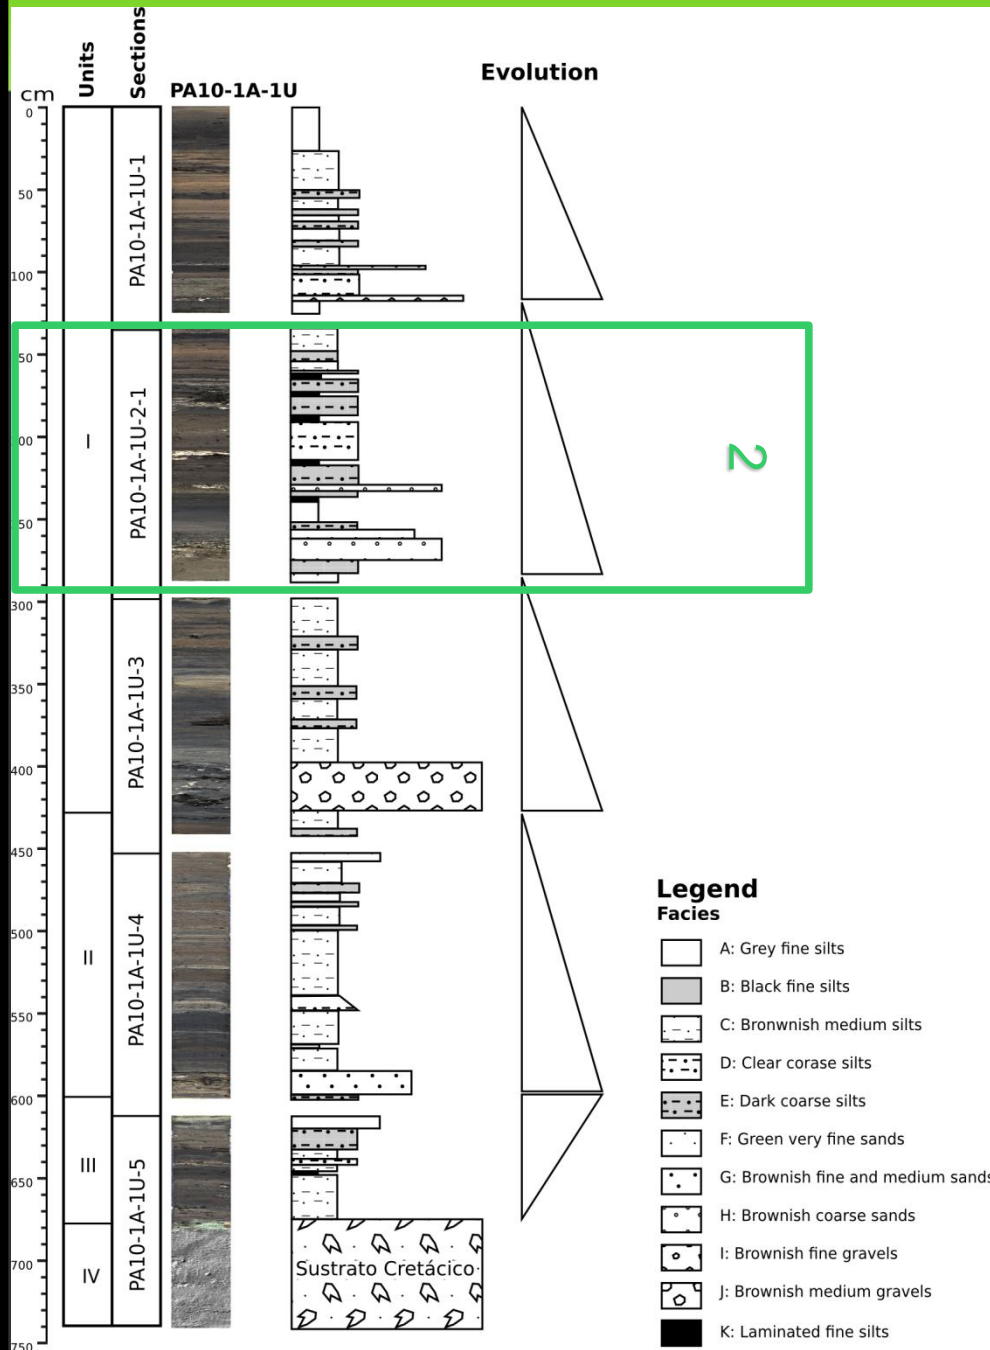 Units
Sections
cm
PA10-1A-1U
Evolution
0
50
100
50
00
50
300
350
400
450
500
550
600
650
700
750
I
II
III
IV
PA10-1A-1U-1
PA10-1A-1U-2-1
PA10-1A-1U-3
PA10-1A-1U-4
PA10-1A-1U-5
2
Sustrato Cretácico
Legend
Facies
A: Grey fine silts
B: Black fine silts
C: Bronwnish medium silts
D: Clear corase silts
E: Dark coarse silts
F: Green very fine sands
G: Brownish fine and medium sands
H: Brownish coarse sands
I: Brownish fine gravels
J: Brownish medium gravels
K: Laminated fine silts